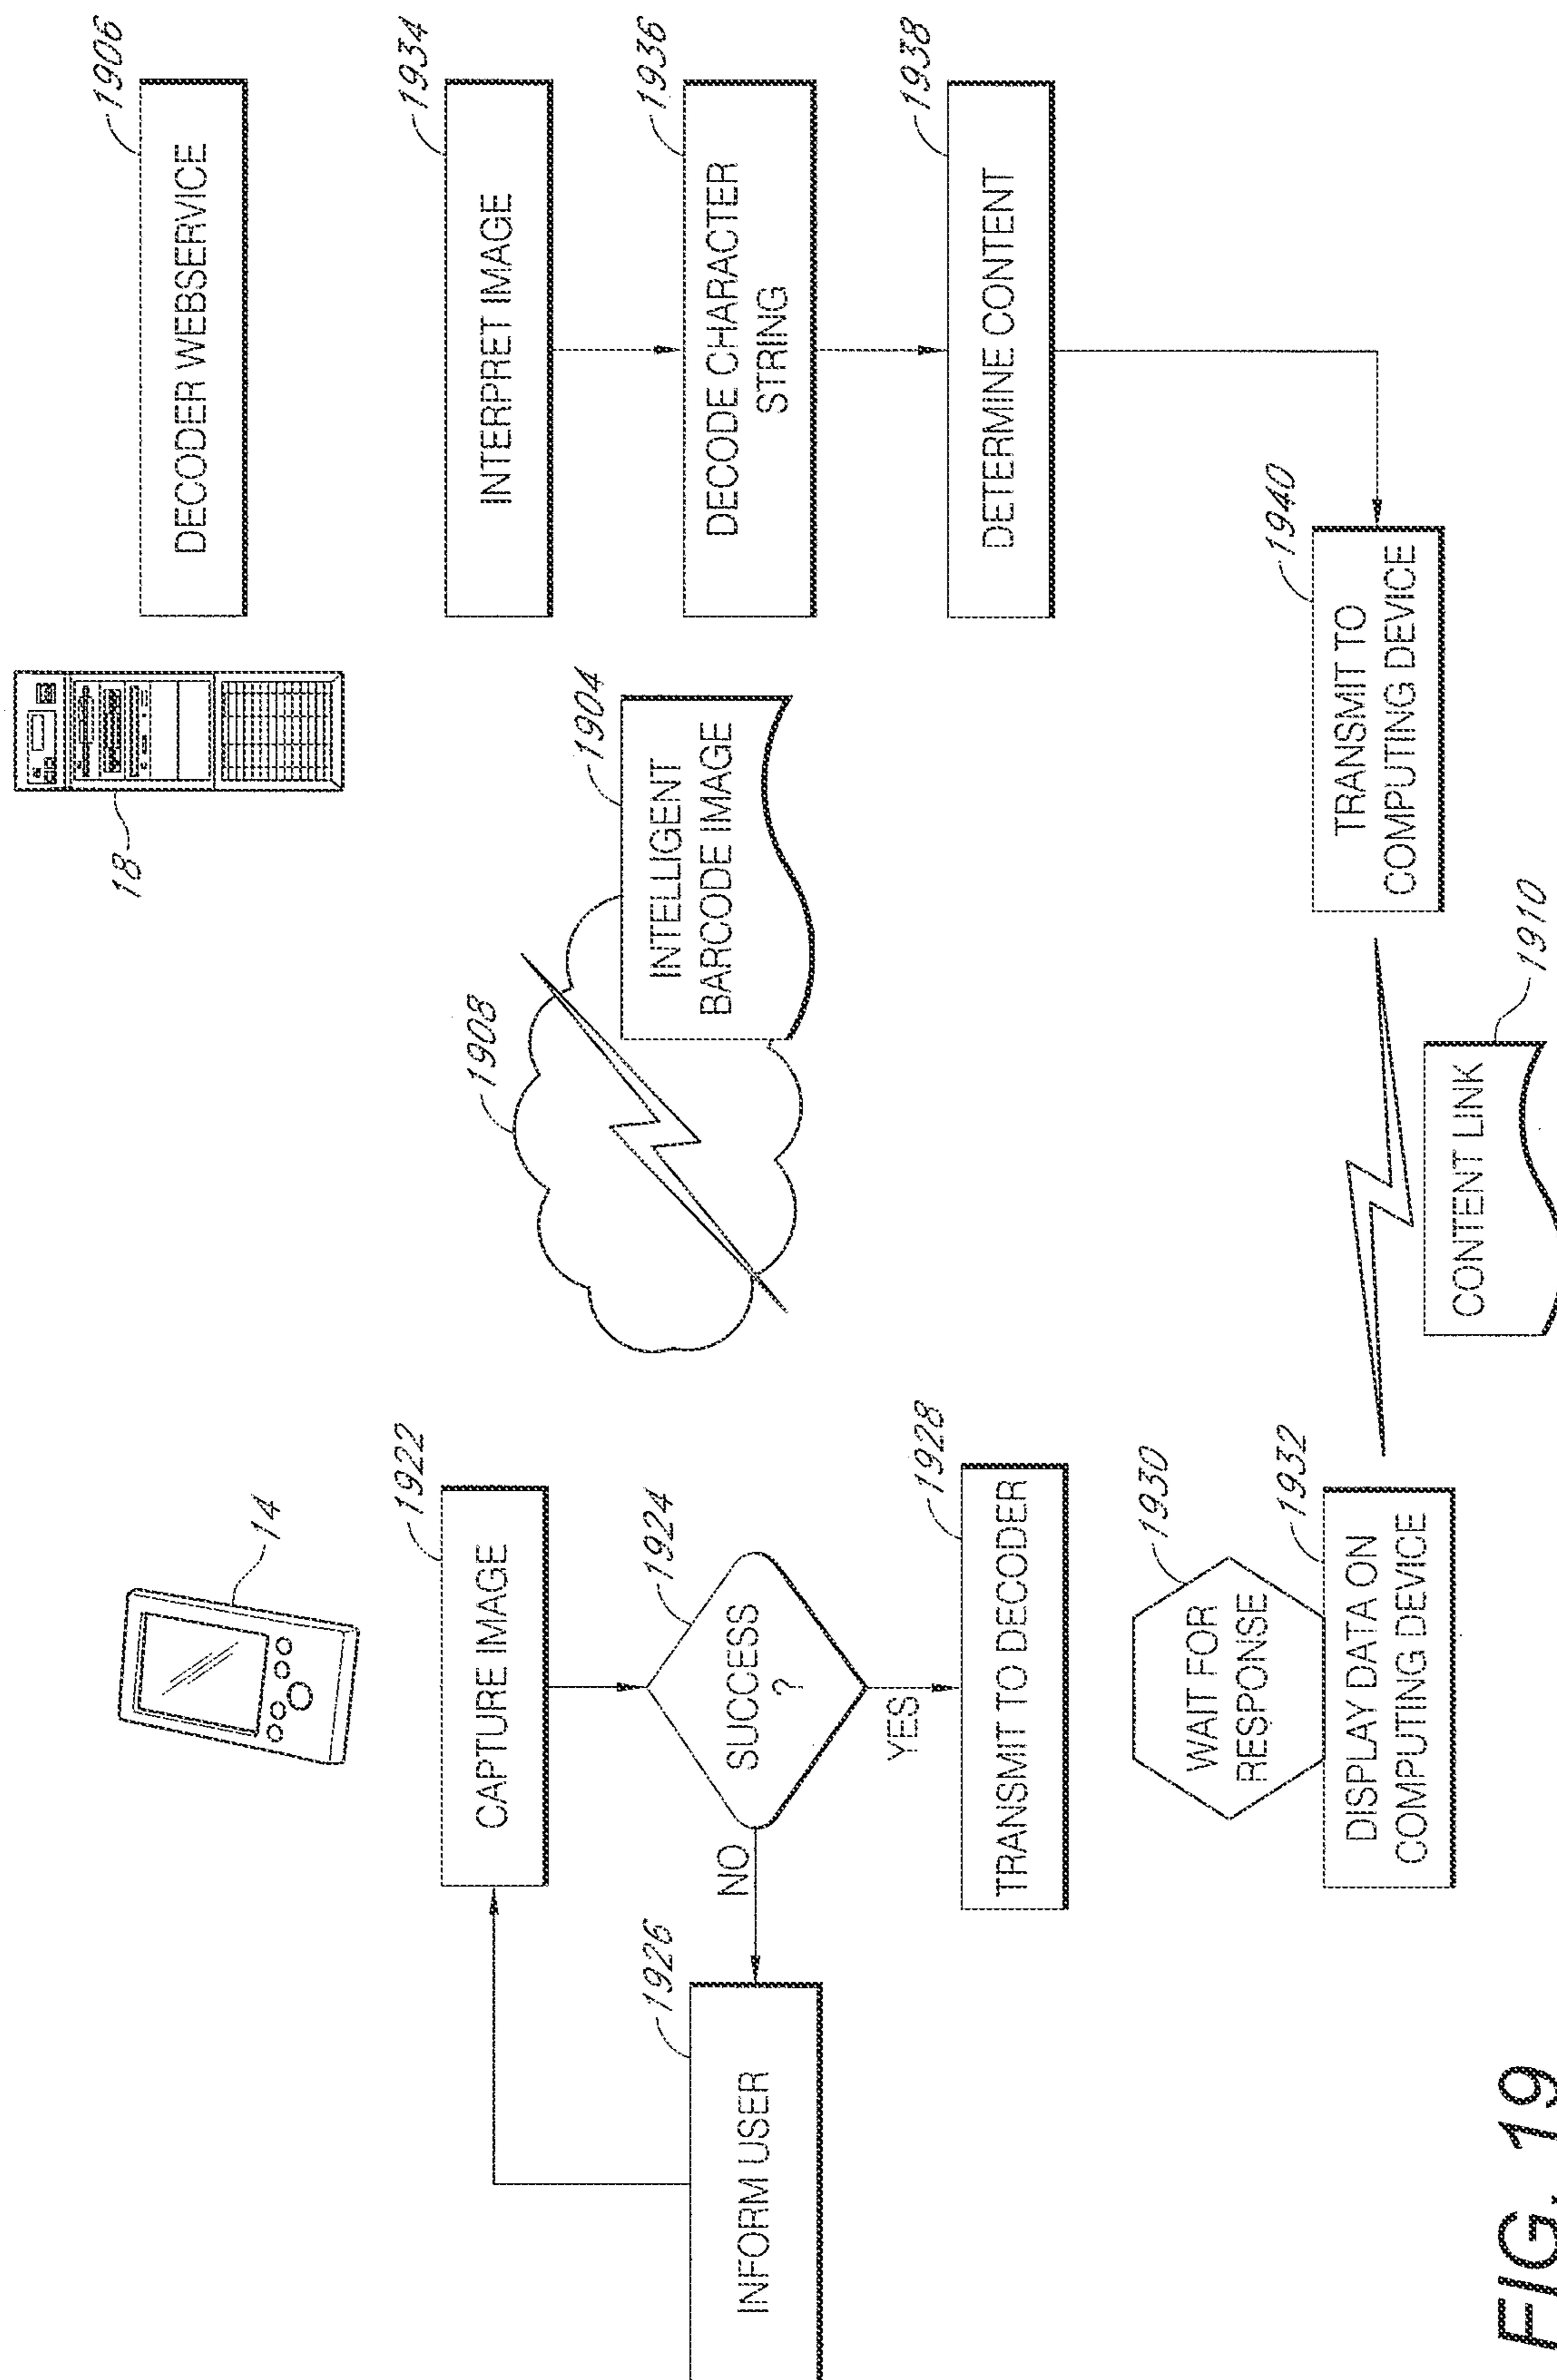 14
18
1906
DECODER WEBSERVICE
1922
CAPTURE IMAGE
1908
1904
INTELLIGENT
BARCODE IMAGE
1934
INTERPRET IMAGE
1924
SUCCESS
?
NO
YES
1926
INFORM USER
1936
DECODE CHARACTER
STRING
1928
TRANSMIT TO DECODER
1938
DETERMINE CONTENT
1930
WAIT FOR
RESPONSE
1932
DISPLAY DATA ON
COMPUTING DEVICE
1940
TRANSMIT TO
COMPUTING DEVICE
1910
CONTENT LINK
FIG. 19